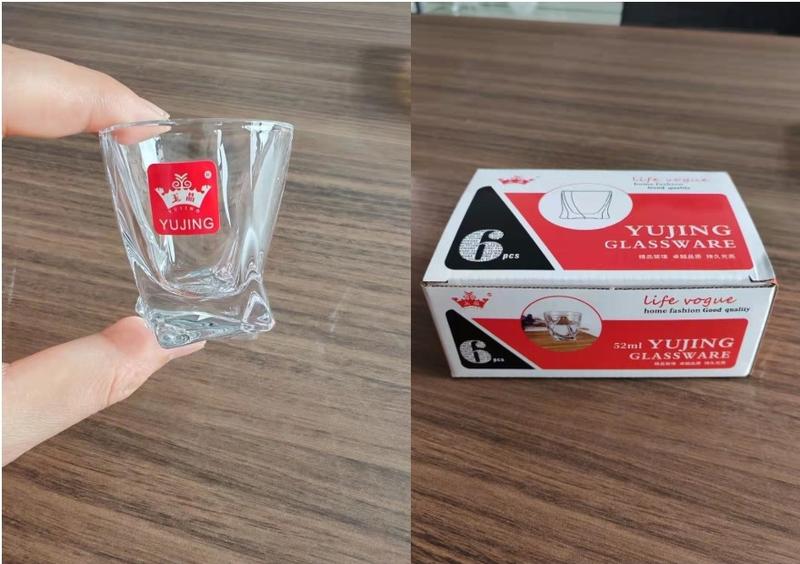 玉晶
YUJING
YUJING
life vogue
home fashion
Good quality
6 pcs
YUJING
GLASSWARE
精品玻璃 卓越品质 持久光亮
life vogue
home fashion Good quality
6 pcs
52ml YUJING
GLASSWARE
精品玻璃 卓越品质 持久光亮